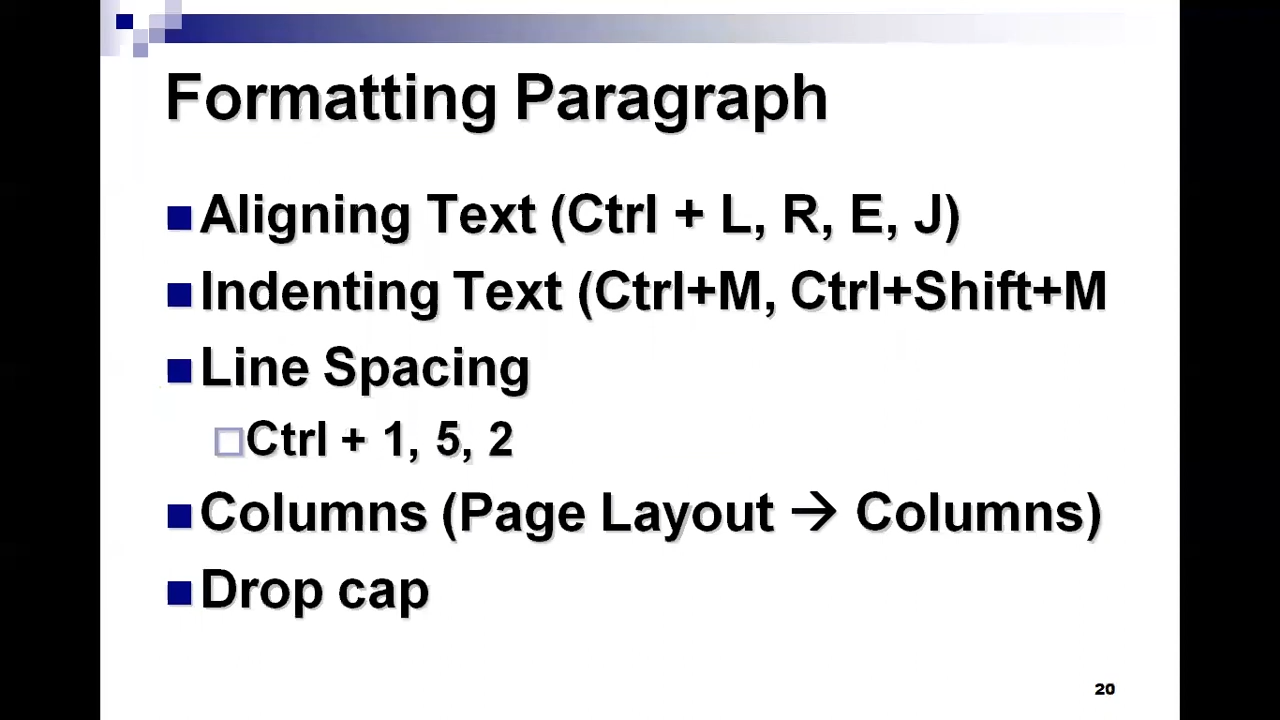 Formatting Paragraph
Aligning Text (Ctrl + L, R, E, J)
Indenting Text (Ctrl+M, Ctrl+Shift+M
Line Spacing
Ctrl + 1, 5, 2
Columns (Page Layout → Columns)
Drop cap
20